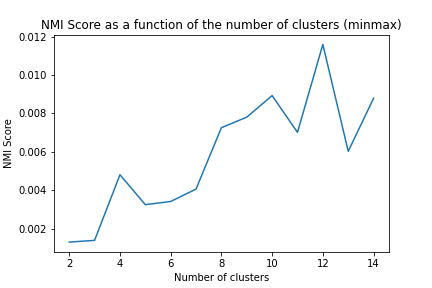 NMI Score as a function of the number of clusters (minmax)
0.012
0.010
0.008
0.006
0.004
0.002
NMI Score
2 4 6 8 10 12 14
Number of clusters